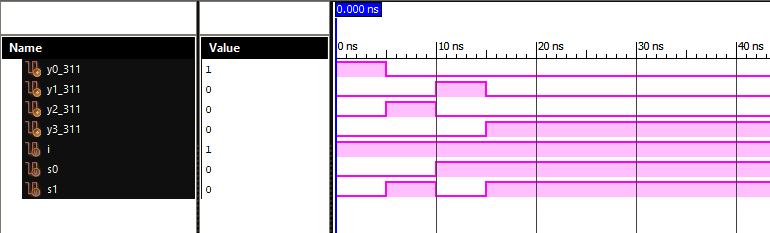 0.000 ns
Name Value 0 ns 10 ns 20 ns 30 ns 40 ns
y0_311 1
y1_311 0
y2_311 0
y3_311 0
i 1
s0 0
s1 0